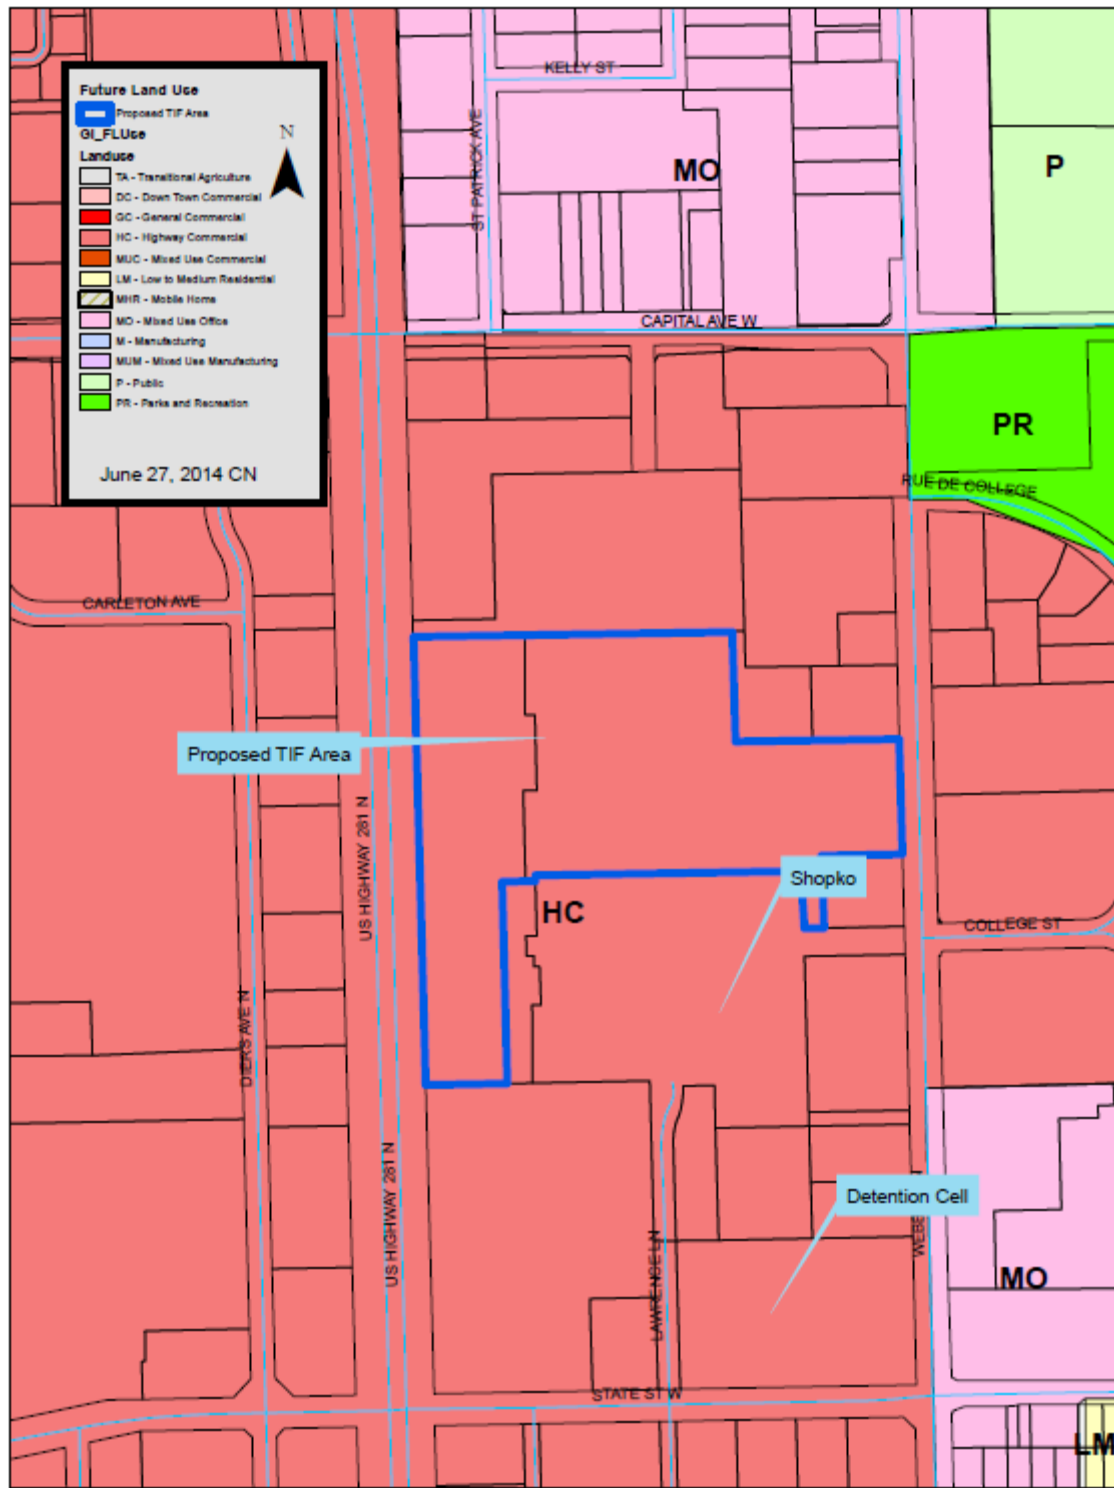 Future Land Use
Proposed TIF Area
GI_FLUse
N
Landuse
TA - Transitional Agriculture
DC - Down Town Commercial
GC - General Commercial
HC - Highway Commercial
MUC - Mixed Use Commercial
LM - Low to Medium Residential
MHR - Mobile Home
MO - Mixed Use Office
M - Manufacturing
MUM - Mixed Use Manufacturing
P - Public
PR - Parks and Recreation
June 27, 2014 CN
KELLY ST
ST PATRICK AVE
MO
P
CAPITAL AVE W
PR
RUE DE COLLEGE
CARLETON AVE
Proposed TIF Area
US HIGHWAY 281 N
Shopko
HC
COLLEGE ST
DIERS AVE N
US HIGHWAY 281 N
Detention Cell
LAWRENCE LN
MO
STATE ST W
LM